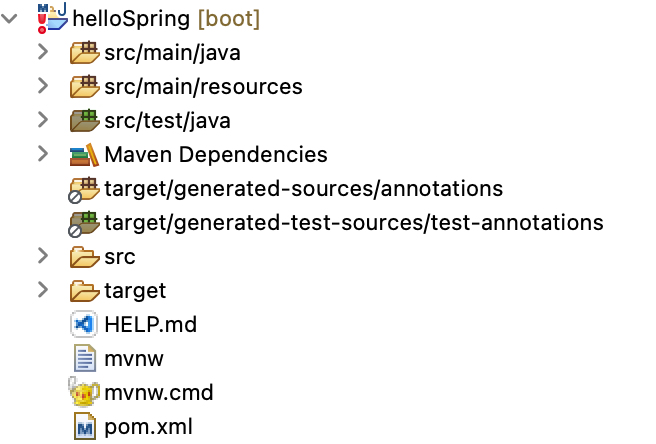 helloSpring [boot]
src/main/java
src/main/resources
src/test/java
Maven Dependencies
target/generated-sources/annotations
target/generated-test-sources/test-annotations
src
target
HELP.md
mvnw
mvnw.cmd
pom.xml